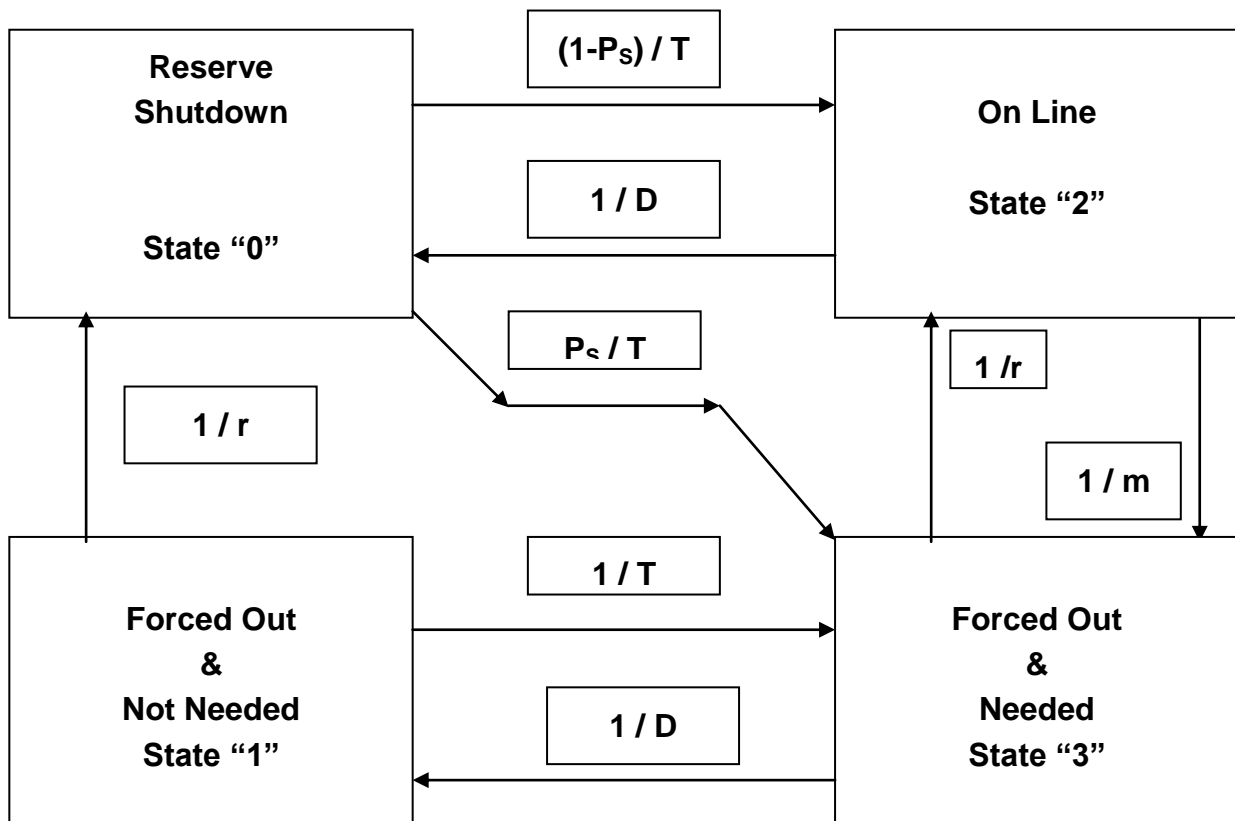 Reserve
Shutdown
State “0”
(1-PS) / T
1 / D
On Line
State “2”
PS / T
1 / r
1 /r
1 / m
Forced Out
&
Not Needed
State “1”
1 / T
1 / D
Forced Out
&
Needed
State “3”